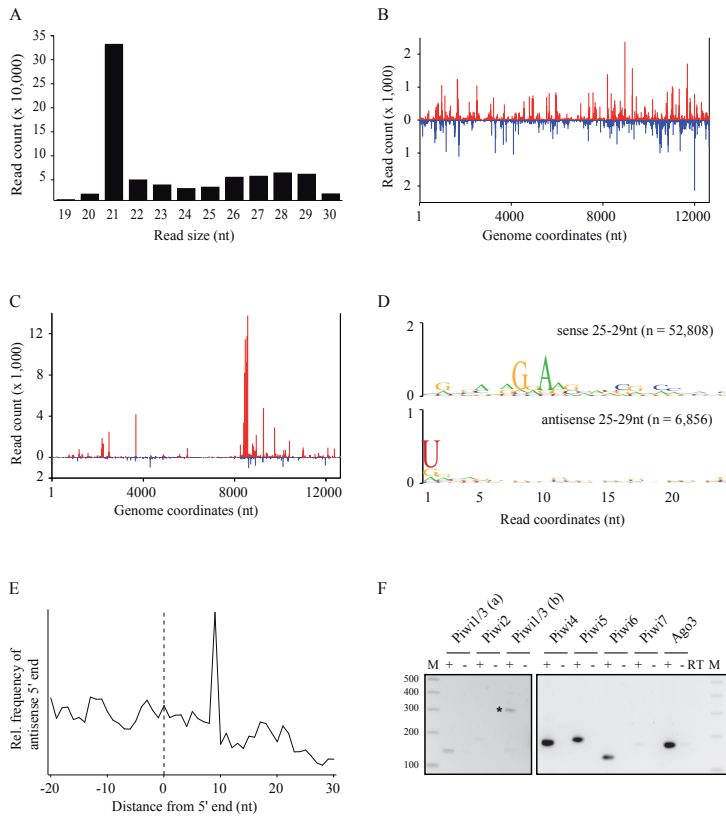 A
Read count (x 10,000)
35
30
25
20
15
10
5
19 20 21 22 23 24 25 26 27 28 29 30
Read size (nt)
B
Read count (x 1,000)
2
1
0
1
2
1 4000 8000 12000
Genome coordinates (nt)
C
Read count (x 1,000)
12
8
4
0
2
1 4000 8000 12000
Genome coordinates (nt)
D
2
1
0
sense 25-29nt (n = 52,808)
G A
1
0
antisense 25-29nt (n = 6,856)
U
1 5 10 15 20
Read coordinates (nt)
E
Rel. frequency of
antisense 5' end
-20 -10 0 10 20 30
Distance from 5' end (nt)
F
Piwi1/3 (a)
Piwi2
Piwi1/3 (b)
Piwi4
Piwi5
Piwi6
Piwi7
Ago3
M + - + - + - + - + - + - + - + - RT M
500
400
300
200
100
*